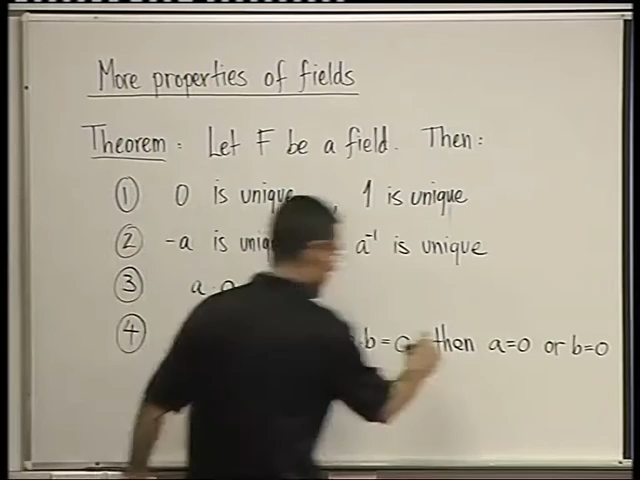 More properties of fields
Theorem: Let F be a field. Then:
① 0 is unique, 1 is unique
② -a is a⁻¹ is unique
③ a·0
④ b=0 then a=0 or b=0